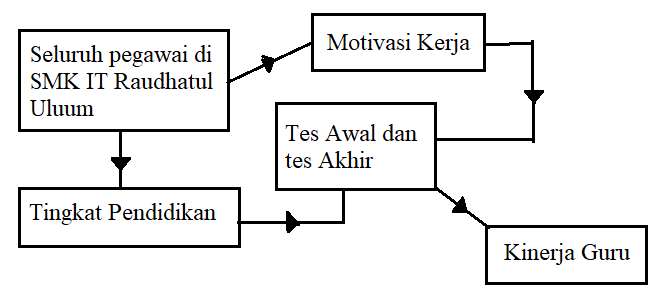 Seluruh pegawai di
SMK IT Raudhatul
Uluum
Motivasi Kerja
Tes Awal dan
tes Akhir
Tingkat Pendidikan
Kinerja Guru